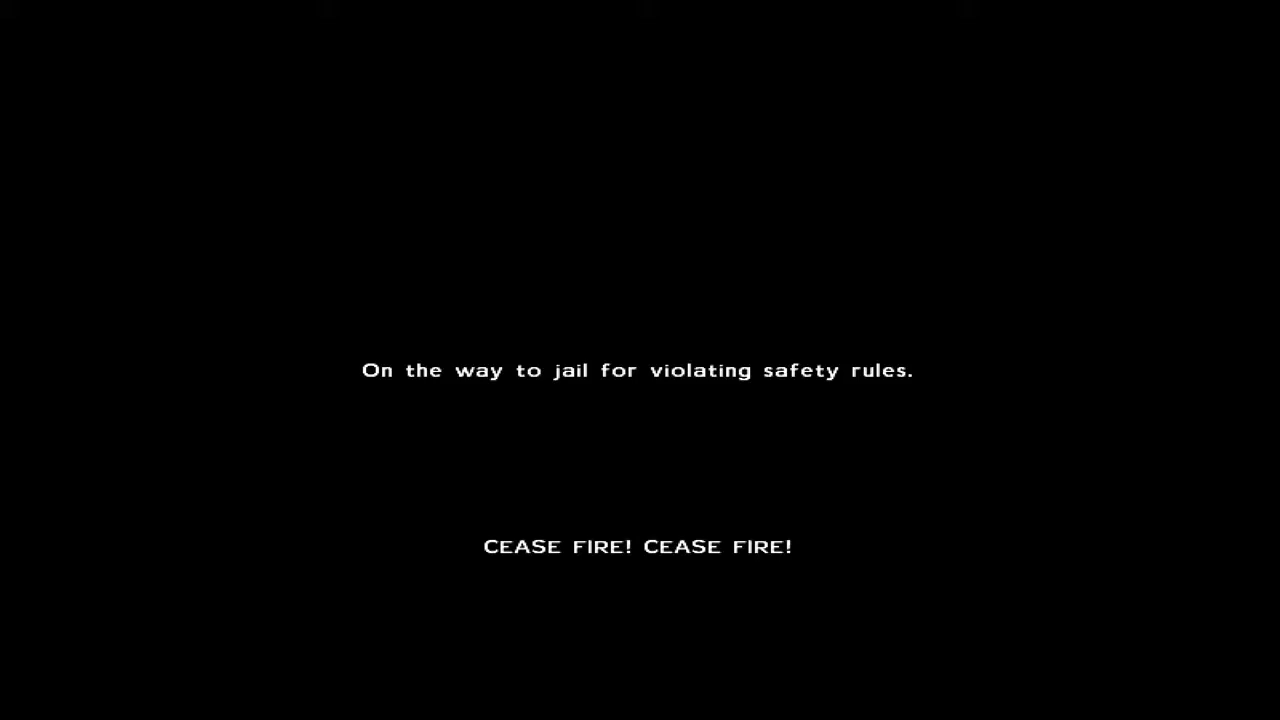 On the way to jail for violating safety rules.
CEASE FIRE! CEASE FIRE!